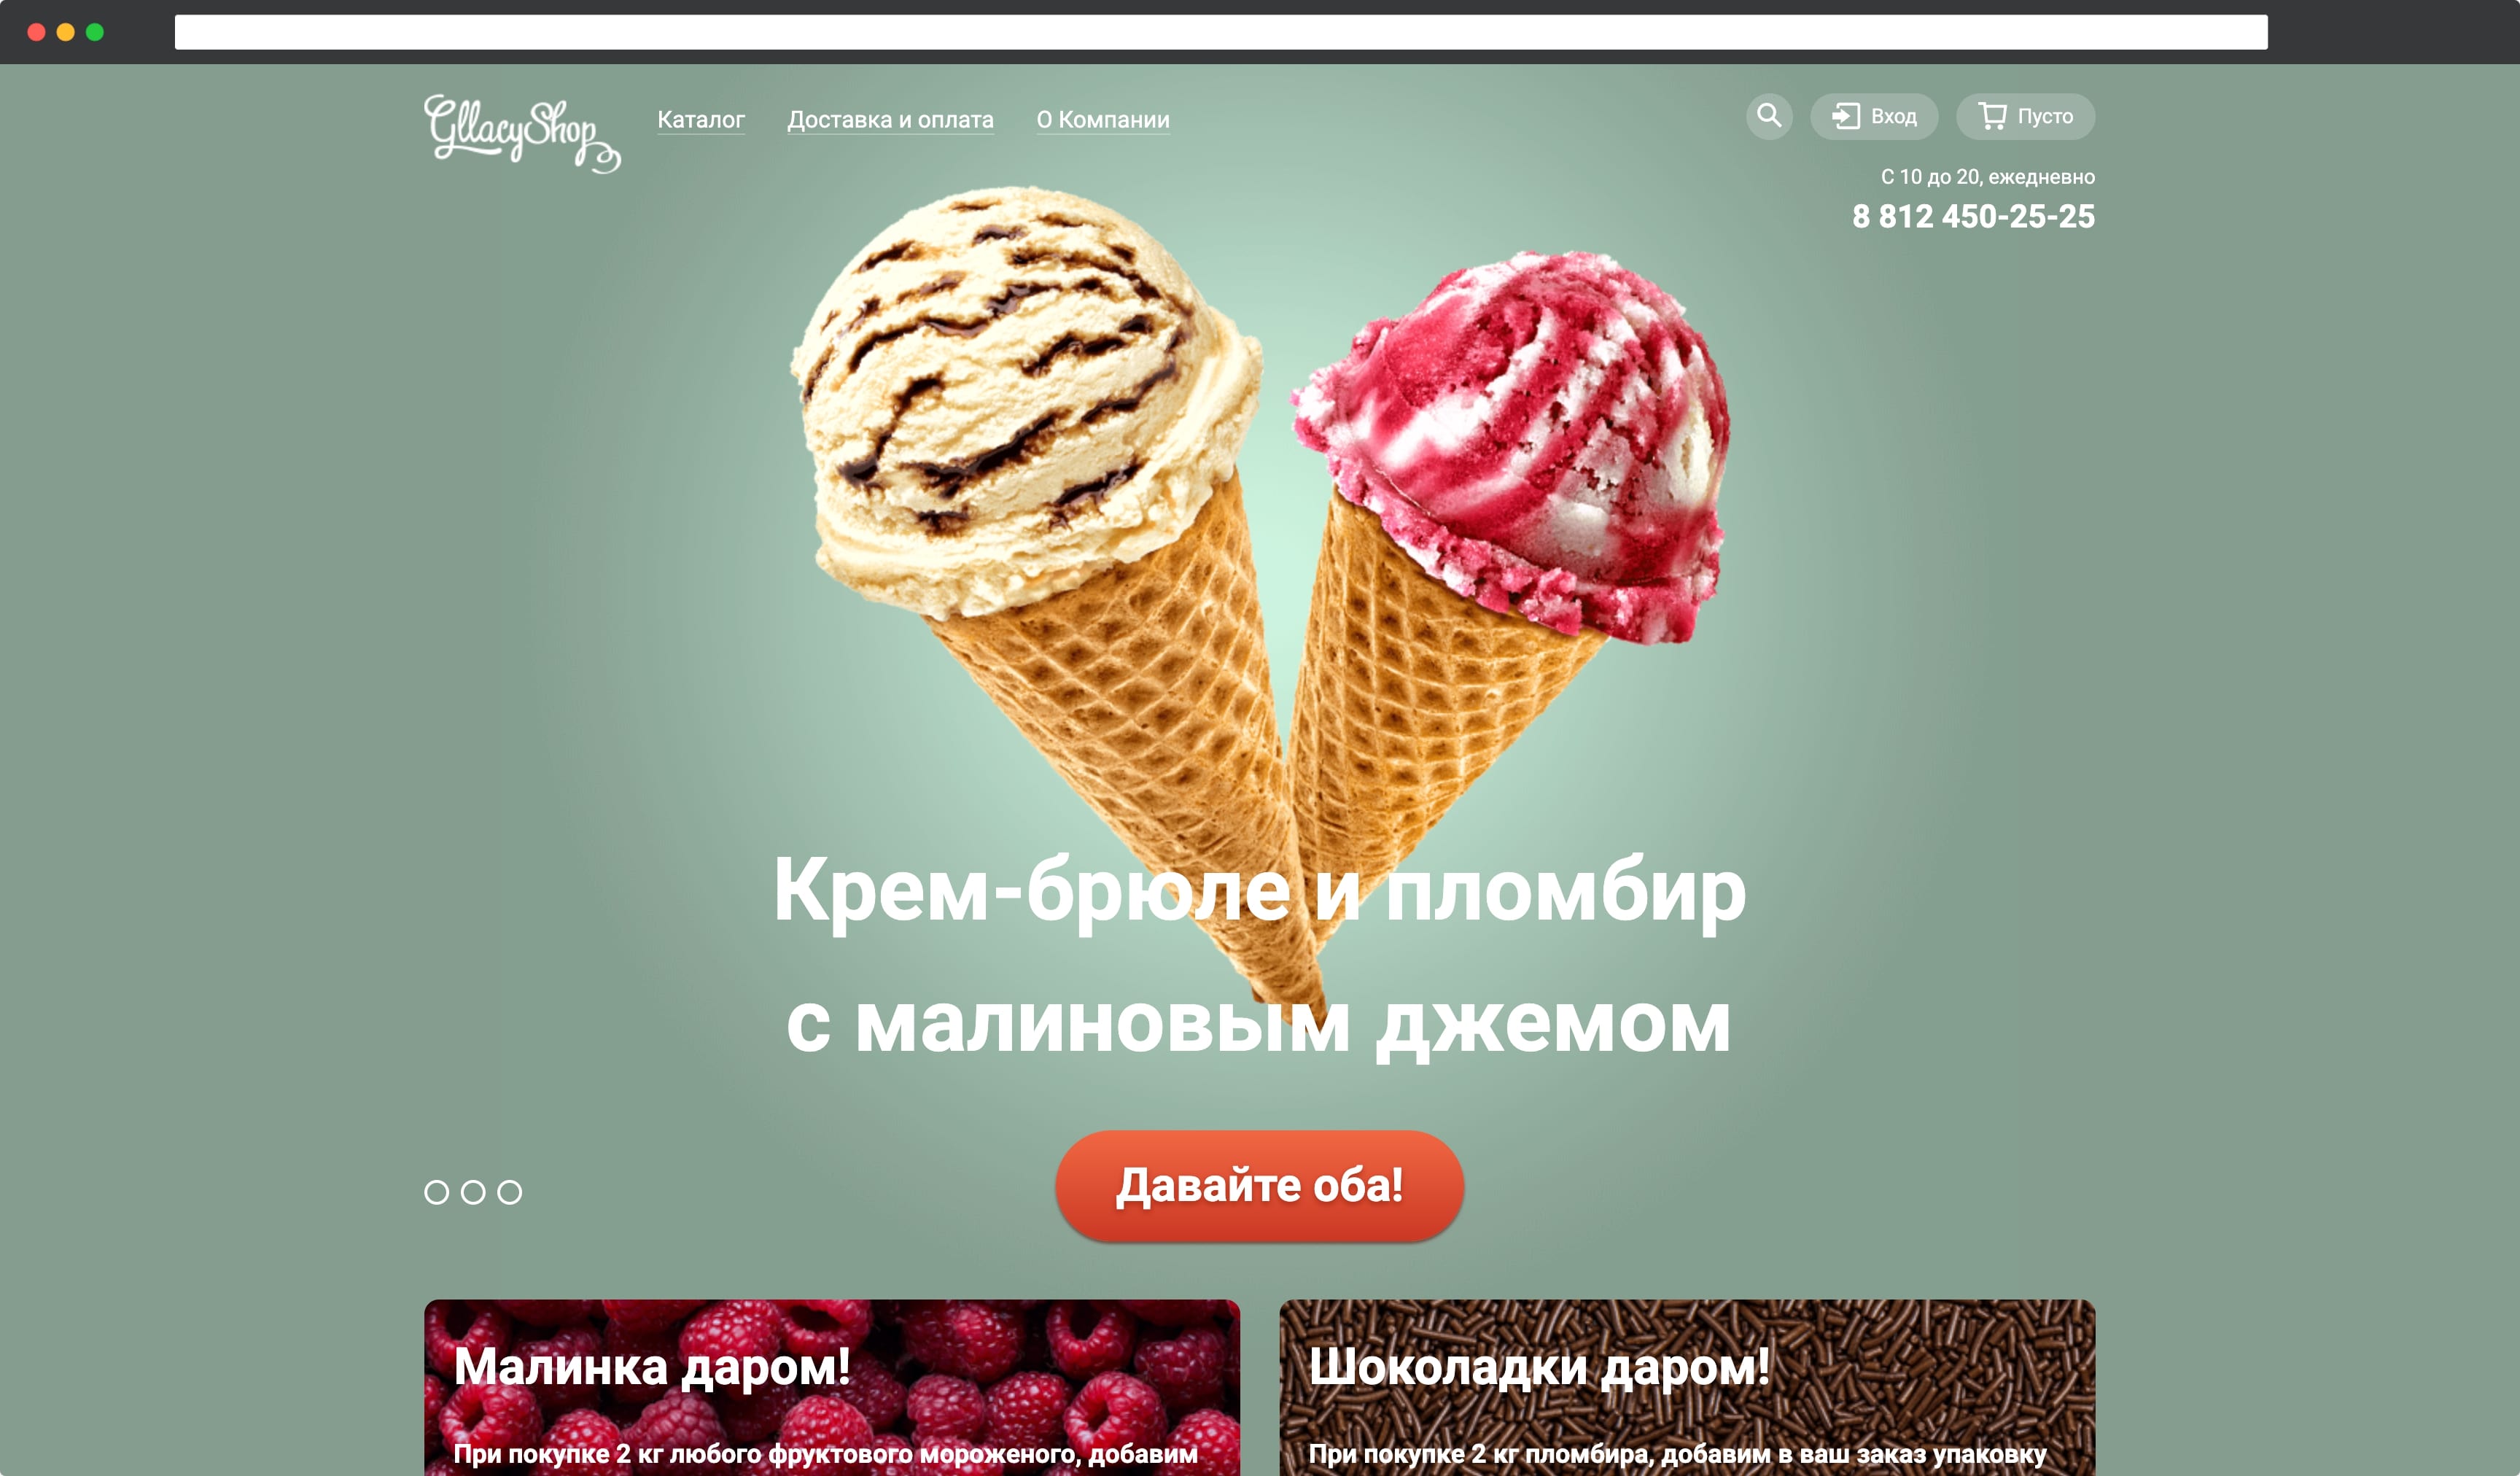 GllacyShop
Каталог
Доставка и оплата
О Компании
Вход
Пусто
С 10 до 20, ежедневно
8 812 450-25-25
Крем-брюле и пломбир
с малиновым джемом
Давайте оба!
Малинка даром!
При покупке 2 кг любого фруктового мороженого, добавим
Шоколадки даром!
При покупке 2 кг пломбира, добавим в ваш заказ упаковку